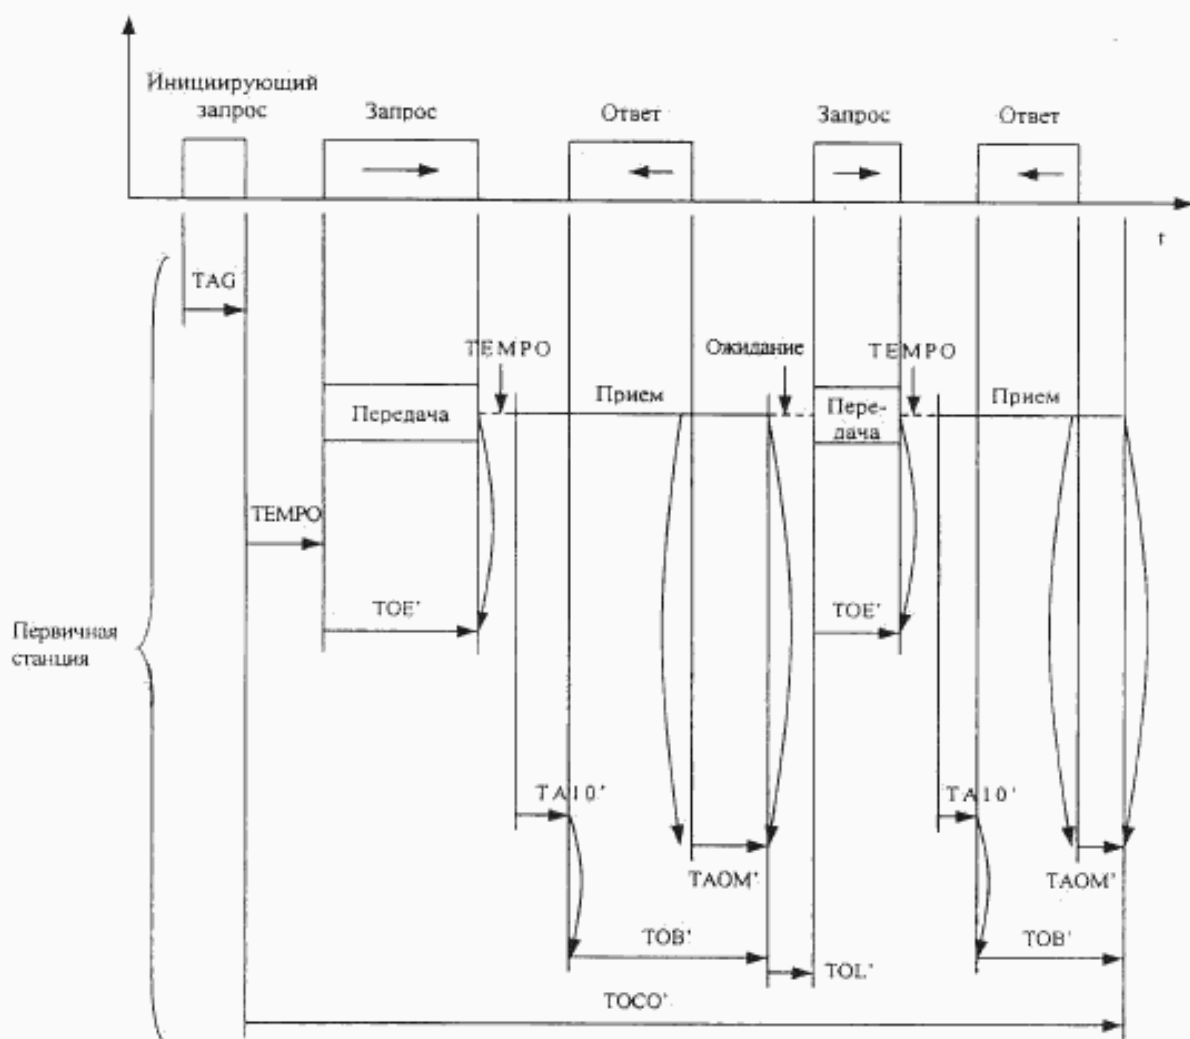 Инициирующий
запрос
Запрос
Ответ
Запрос
Ответ
t
TAG
TEMPO
Ожидание
TEMPO
Передача
Прием
Пере-
дача
Прием
TEMPO
TOE'
TOE'
Первичная
станция
TA10'
TA10'
TAOM'
TAOM'
TOB'
TOB'
TOL'
TOCO'